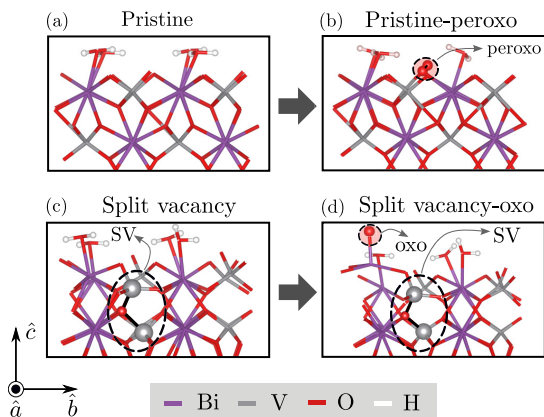 (a) Pristine
(b) Pristine-peroxo
peroxo
(c) Split vacancy
SV
(d) Split vacancy-oxo
SV
oxo
ĉ
â
b̂
Bi V O H